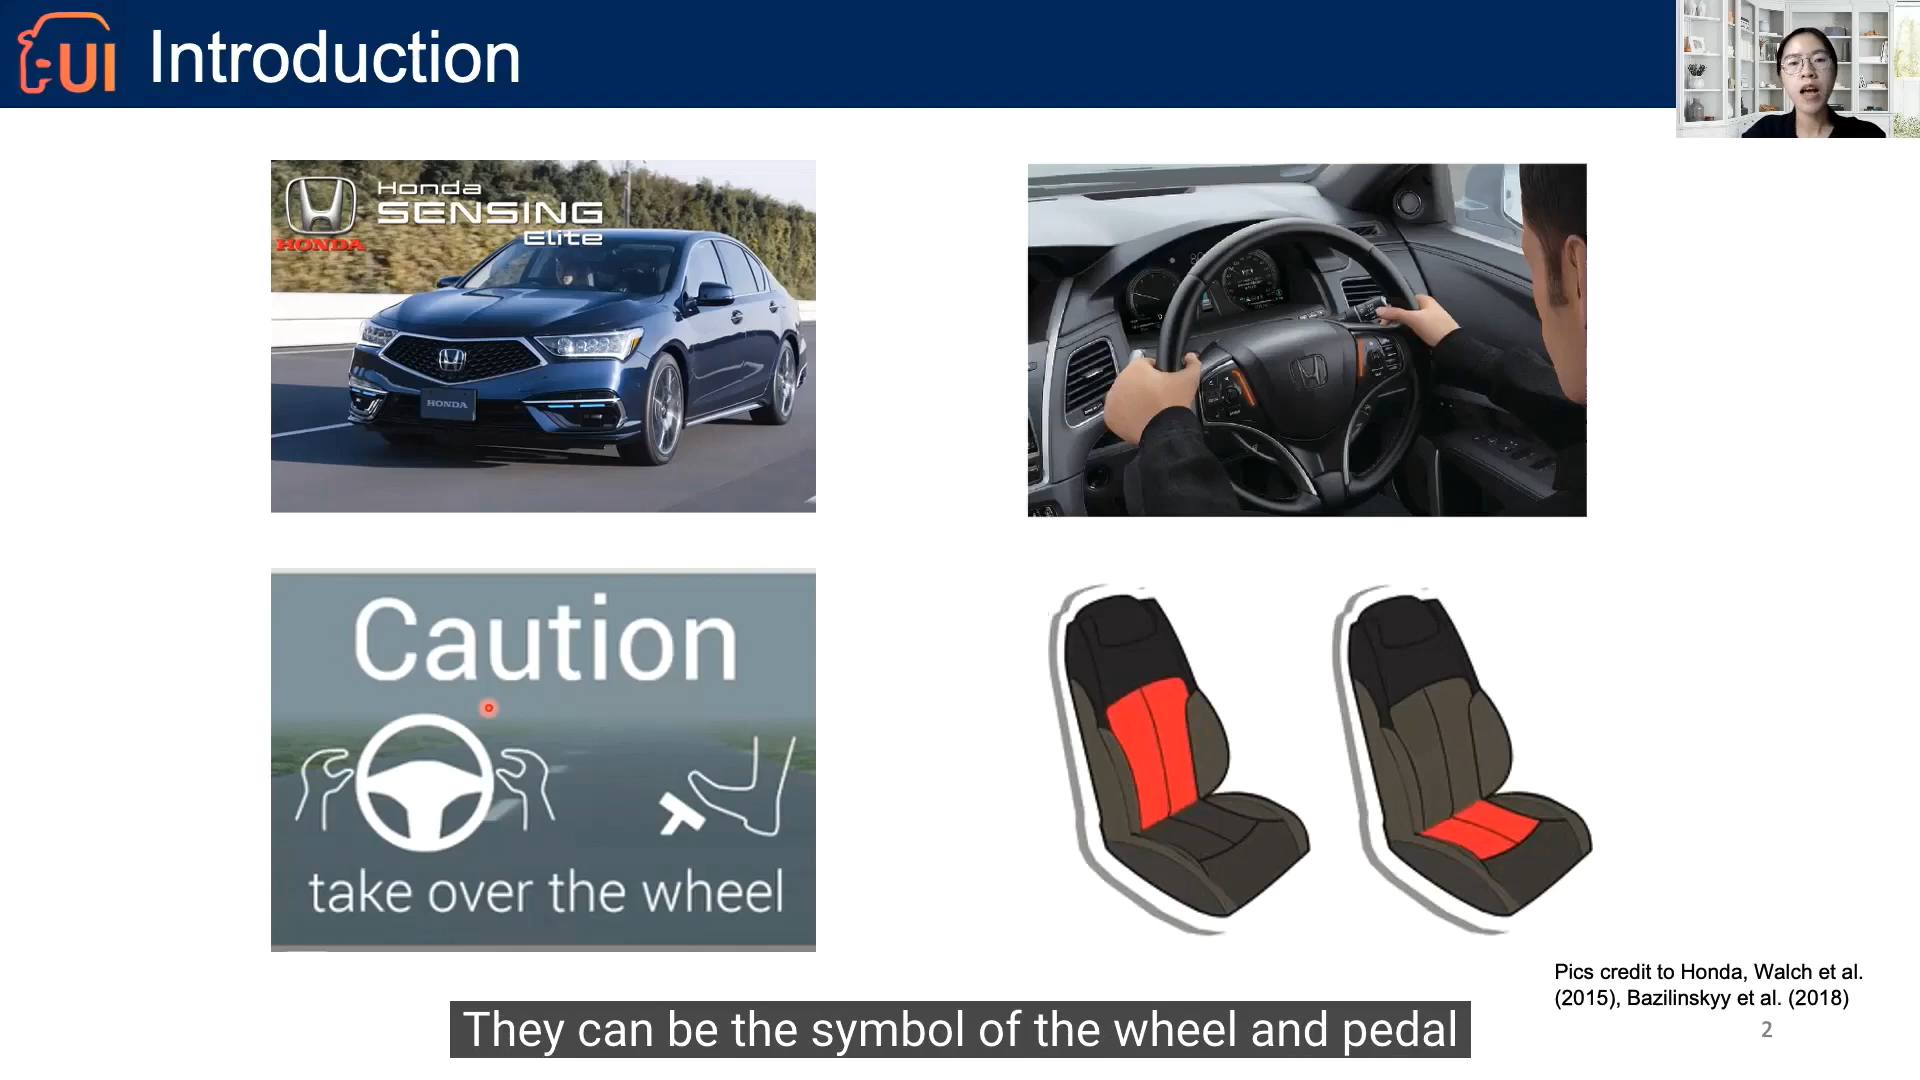 UI Introduction
Honda
SENSING
Elite
HONDA
HONDA
Caution
take over the wheel
Pics credit to Honda, Walch et al.
(2015), Bazilinskyy et al. (2018)
They can be the symbol of the wheel and pedal
2